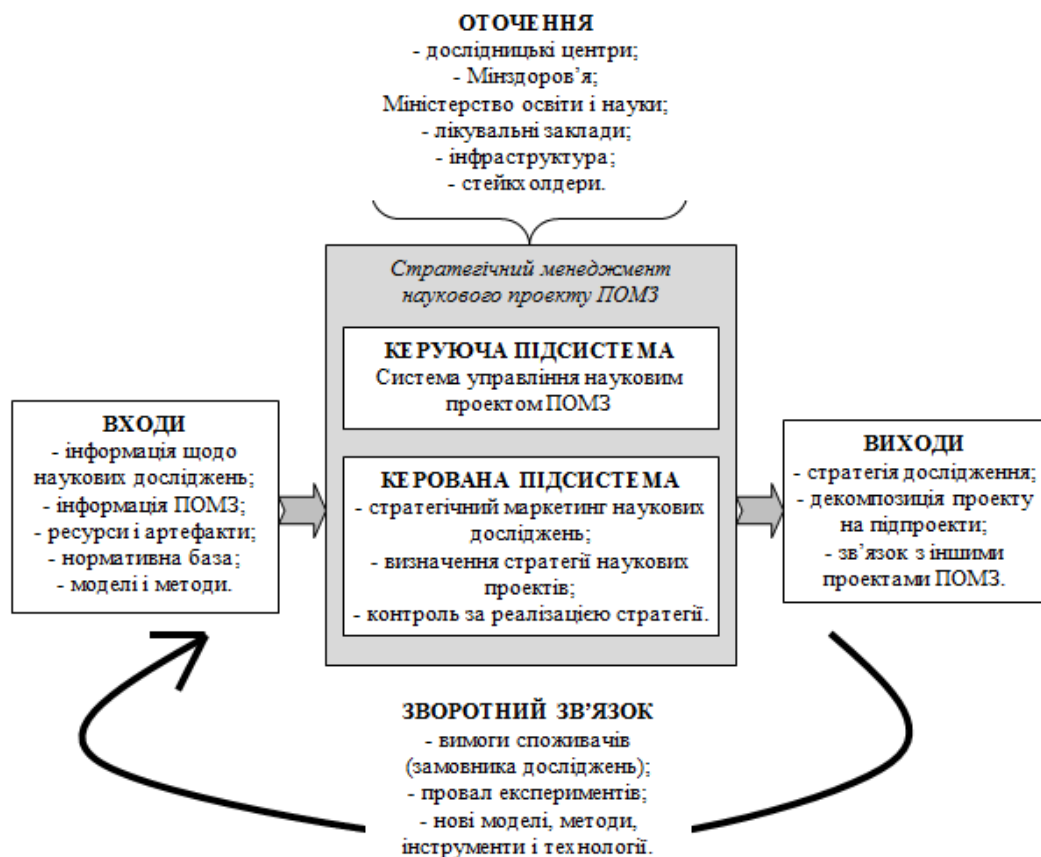 ОТОЧЕННЯ
- дослідницькі центри;
- Мінздоров’я;
Міністерство освіти і науки;
- лікувальні заклади;
- інфраструктура;
- стейкхолдери.
Стратегічний менеджмент
наукового проекту ПОМЗ
КЕРУЮЧА ПІДСИСТЕМА
Система управління науковим
проектом ПОМЗ
ВХОДИ
- інформація щодо
наукових досліджень;
- інформація ПОМЗ;
- ресурси і артефакти;
- нормативна база;
- моделі і методи.
КЕРОВАНА ПІДСИСТЕМА
- стратегічний маркетинг наукових
досліджень;
- визначення стратегії наукових
проектів;
- контроль за реалізацією стратегії.
ВИХОДИ
- стратегія дослідження;
- декомпозиція проекту
на підпроекти;
- зв’язок з іншими
проектами ПОМЗ.
ЗВОРОТНИЙ ЗВ’ЯЗОК
- вимоги споживачів
(замовника досліджень);
- провал експериментів;
- нові моделі, методи,
інструменти і технології.